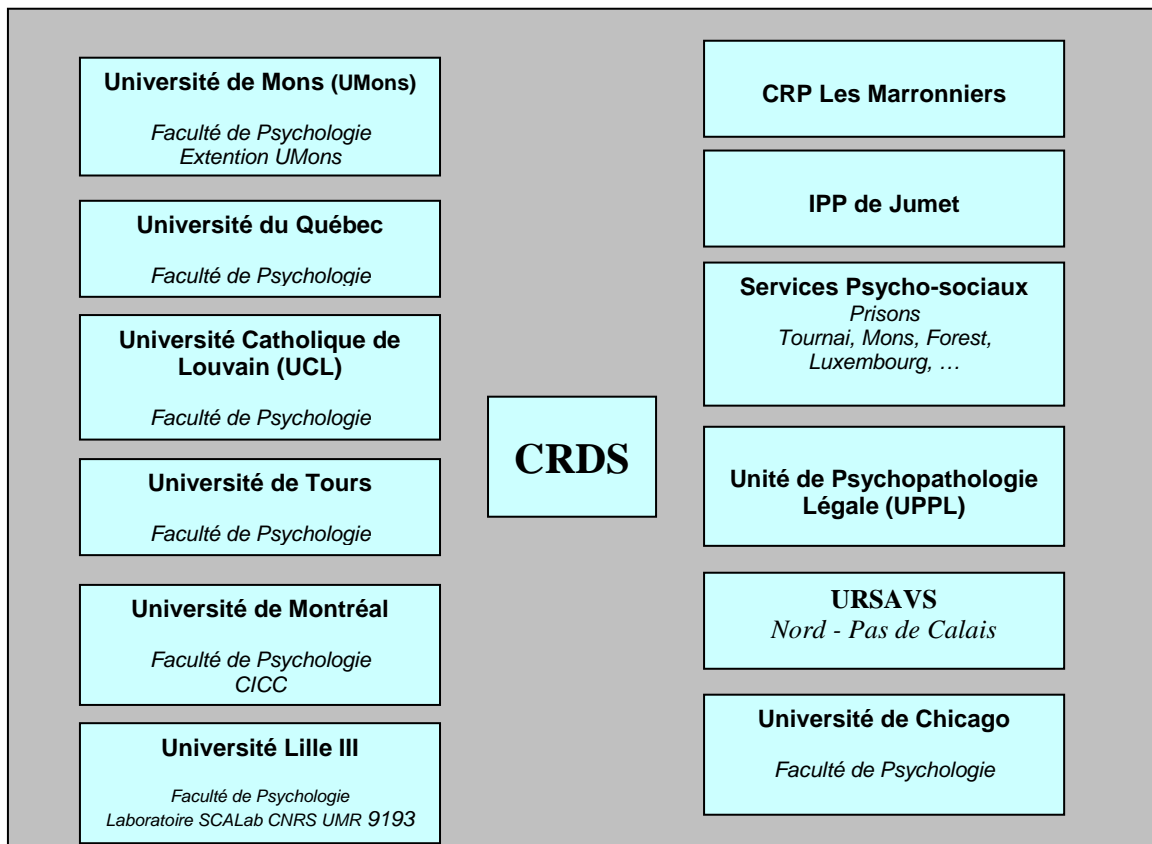 Université de Mons (UMons)
Faculté de Psychologie
Extention UMons
Université du Québec
Faculté de Psychologie
Université Catholique de
Louvain (UCL)
Faculté de Psychologie
Université de Tours
Faculté de Psychologie
Université de Montréal
Faculté de Psychologie
CICC
Université Lille III
Faculté de Psychologie
Laboratoire SCALab CNRS UMR 9193
CRDS
CRP Les Marronniers
IPP de Jumet
Services Psycho-sociaux
Prisons
Tournai, Mons, Forest,
Luxembourg, …
Unité de Psychopathologie
Légale (UPPL)
URSAVS
Nord - Pas de Calais
Université de Chicago
Faculté de Psychologie